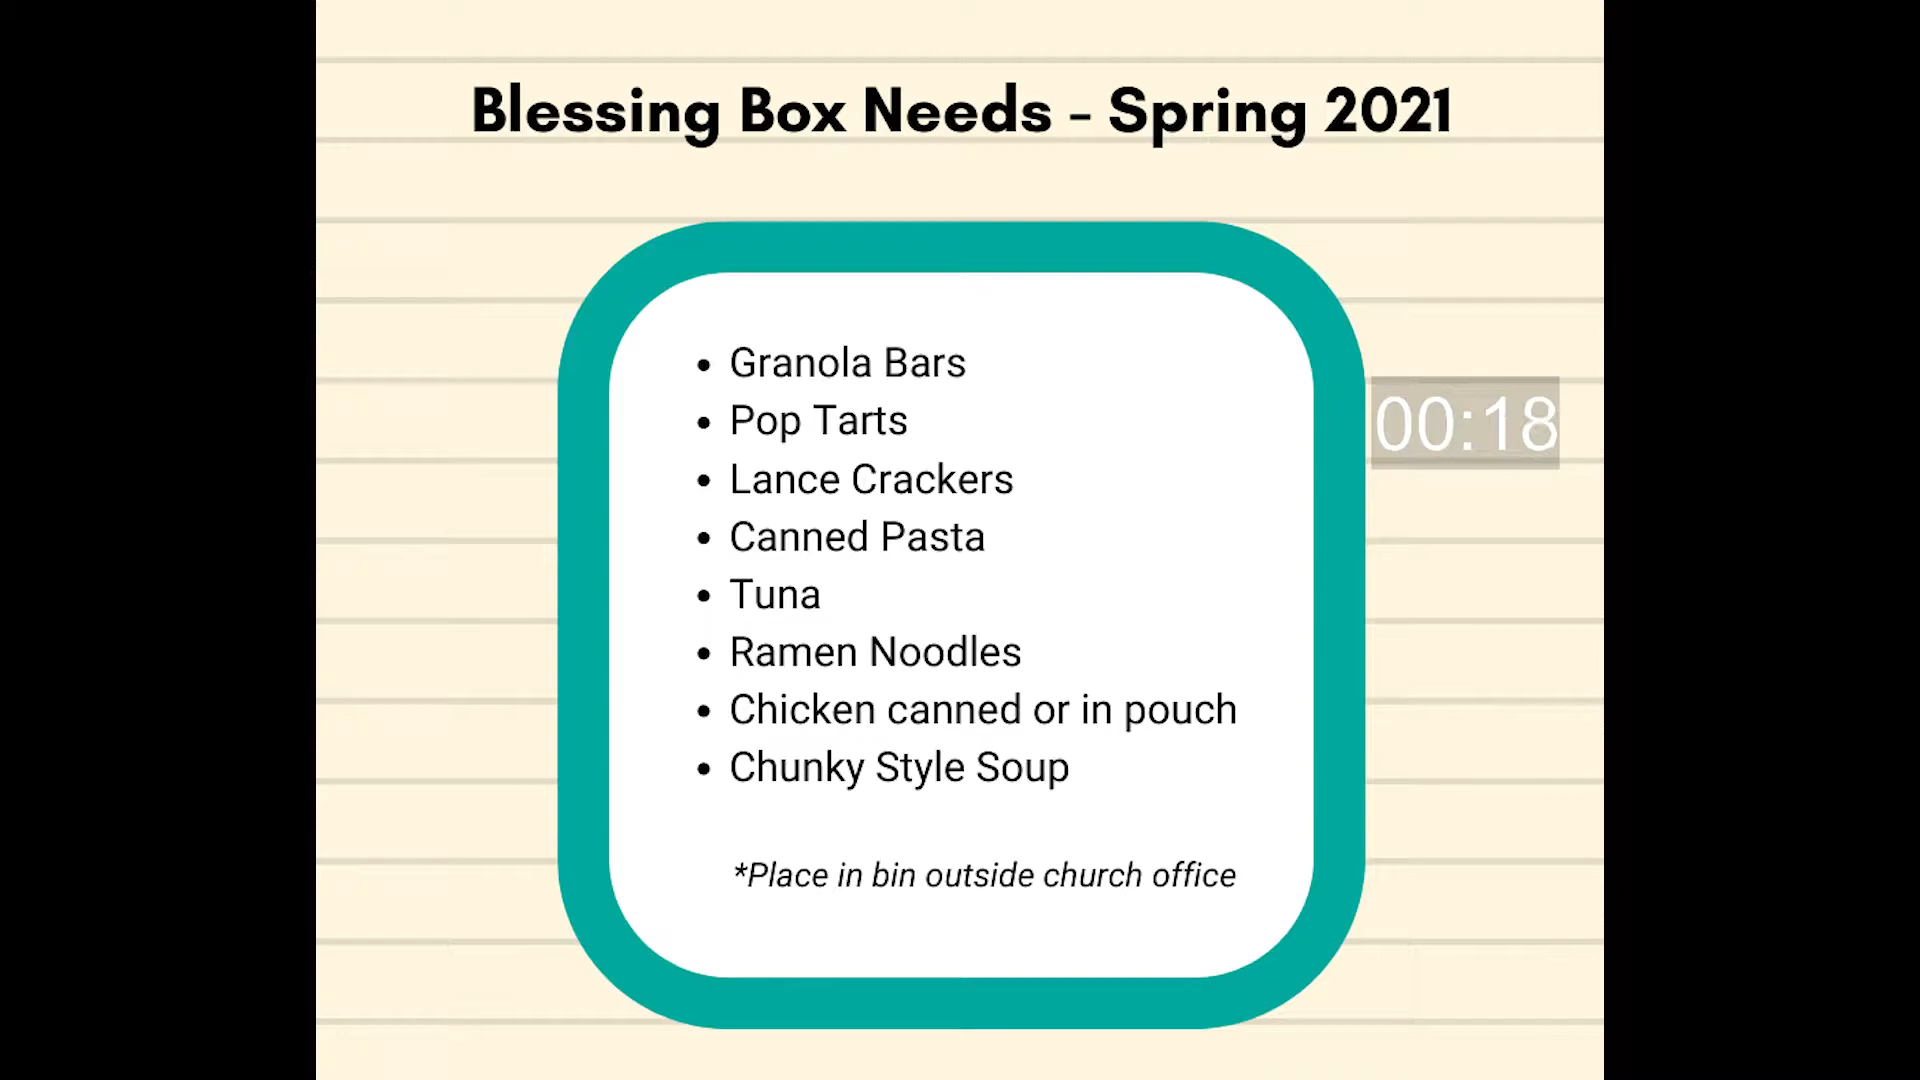 Blessing Box Needs - Spring 2021
• Granola Bars
• Pop Tarts
• Lance Crackers
00:18
• Canned Pasta
• Tuna
• Ramen Noodles
• Chicken canned or in pouch
• Chunky Style Soup
*Place in bin outside church office